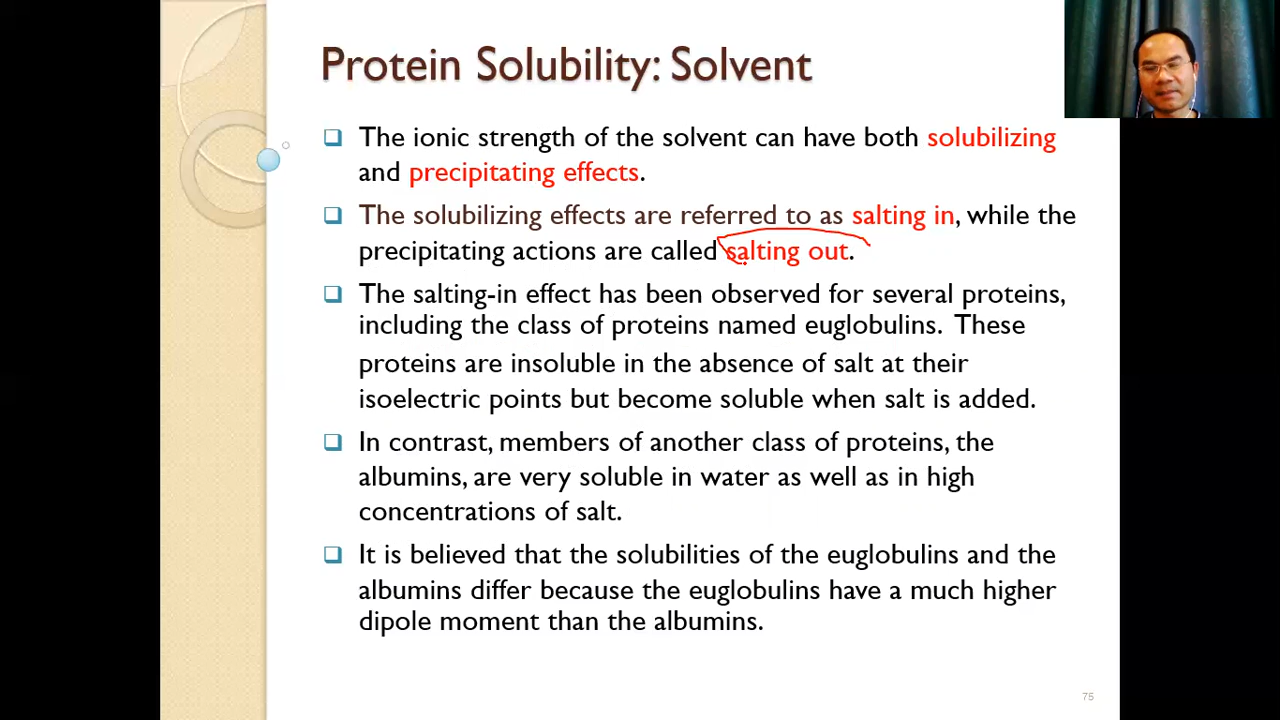 Protein Solubility: Solvent
The ionic strength of the solvent can have both solubilizing
and precipitating effects.
The solubilizing effects are referred to as salting in, while the
precipitating actions are called salting out.
The salting-in effect has been observed for several proteins,
including the class of proteins named euglobulins. These
proteins are insoluble in the absence of salt at their
isoelectric points but become soluble when salt is added.
In contrast, members of another class of proteins, the
albumins, are very soluble in water as well as in high
concentrations of salt.
It is believed that the solubilities of the euglobulins and the
albumins differ because the euglobulins have a much higher
dipole moment than the albumins.
75